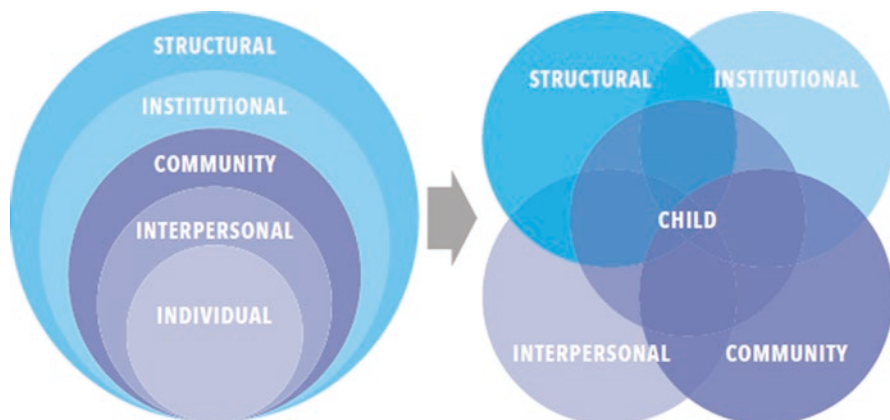 STRUCTURAL
INSTITUTIONAL
COMMUNITY
INTERPERSONAL
INDIVIDUAL
STRUCTURAL
INSTITUTIONAL
CHILD
INTERPERSONAL
COMMUNITY